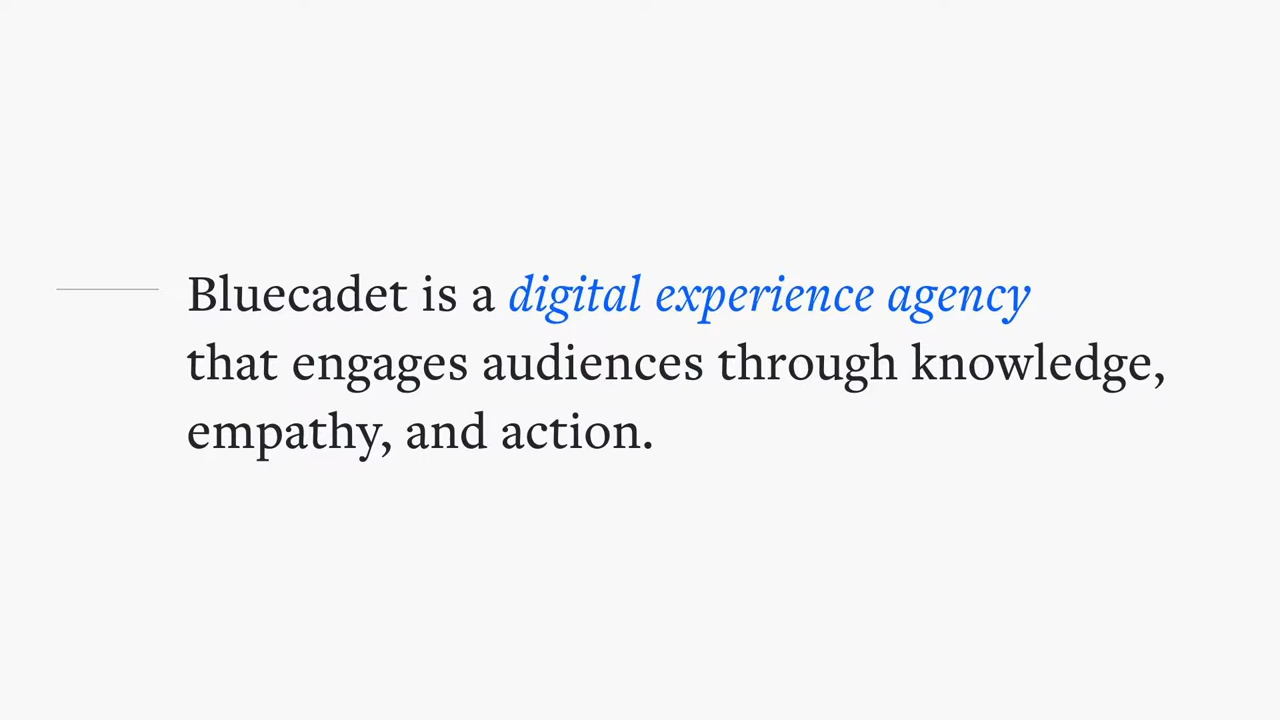 Bluecadet is a digital experience agency
that engages audiences through knowledge,
empathy, and action.